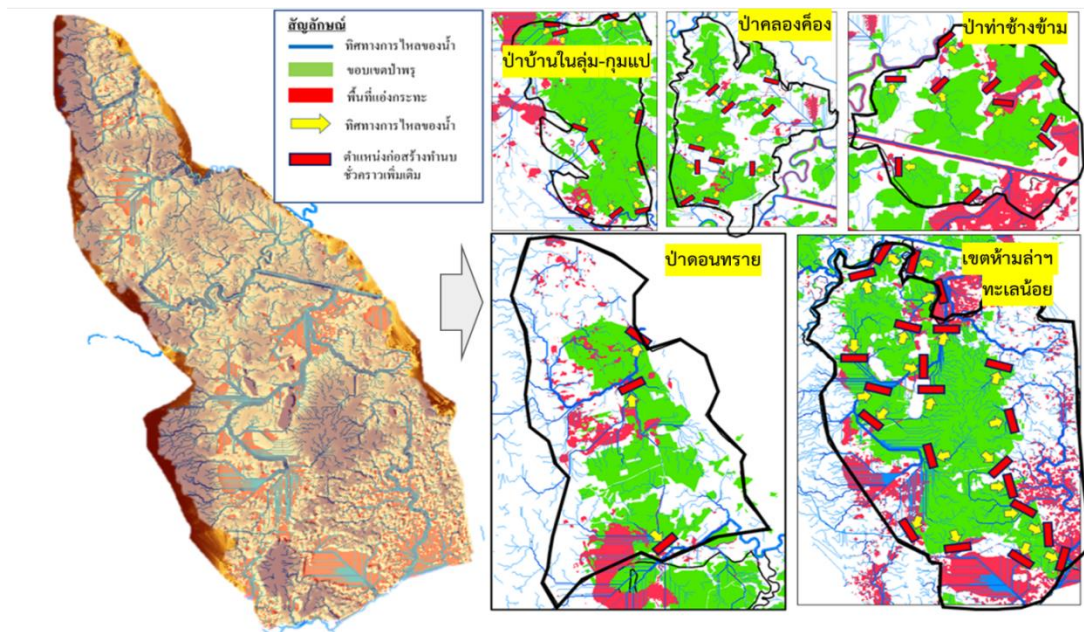 สัญลักษณ์
ทิศทางการไหลของน้ำ
ขอบเขตป่าพรุ
พื้นที่แอ่งกระทะ
ทิศทางการไหลของน้ำ
ตำแหน่งก่อสร้างทำนบ
ชั่วคราวเพิ่มเติม
ป่าบ้านในลุ่ม-กุมแป
ป่าคลองค็อง
ป่าท่าช้างข้าม
ป่าดอนทราย
เขตห้ามล่าฯ
ทะเลน้อย